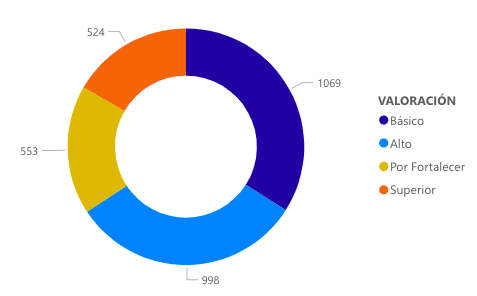 524
1069
553
998
VALORACIÓN
Básico
Alto
Por Fortalecer
Superior